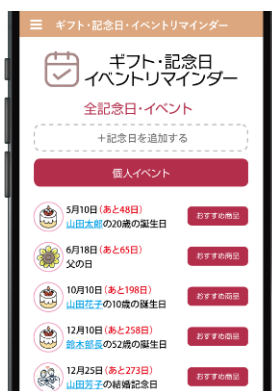 ギフト・記念日・イベントリマインダー
ギフト・記念日
イベントリマインダー
全記念日・イベント
+記念日を追加する
個人イベント
5月10日(あと48日)
山田太郎の20歳の誕生日
おすすめ商品
6月18日(あと65日)
父の日
おすすめ商品
10月10日(あと198日)
山田花子の10歳の誕生日
おすすめ商品
12月10日(あと258日)
鈴木部長の52歳の誕生日
おすすめ商品
12月25日(あと273日)
山田芳子の結婚記念日
おすすめ商品